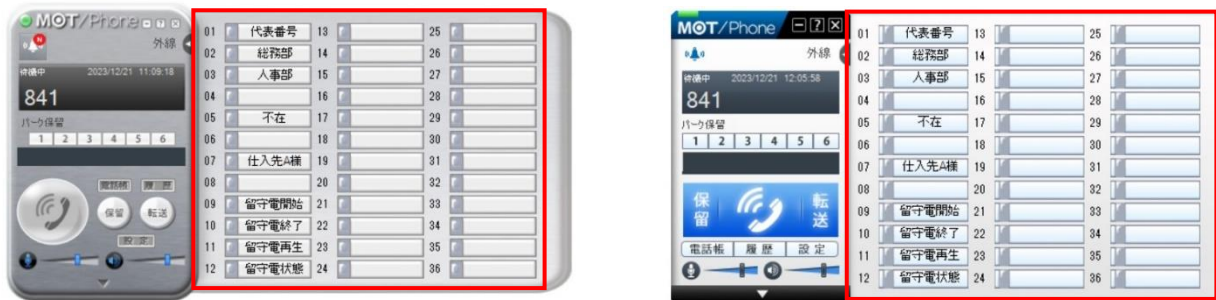 MOT/Phone
N
外線
待機中 2023/12/21 11:09:18
841
パーク保留
1 2 3 4 5 6
電話帳 履歴
保留 転送
設定
01 代表番号 13 25
02 総務部 14 26
03 人事部 15 27
04 16 28
05 不在 17 29
06 18 30
07 仕入先A様 19 31
08 20 32
09 留守電開始 21 33
10 留守電終了 22 34
11 留守電再生 23 35
12 留守電状態 24 36
MOT/Phone
外線
待機中 2023/12/21 12:05:58
841
パーク保留
1 2 3 4 5 6
保留 転送
電話帳 履歴 設定
01 代表番号 13 25
02 総務部 14 26
03 人事部 15 27
04 16 28
05 不在 17 29
06 18 30
07 仕入先A様 19 31
08 20 32
09 留守電開始 21 33
10 留守電終了 22 34
11 留守電再生 23 35
12 留守電状態 24 36